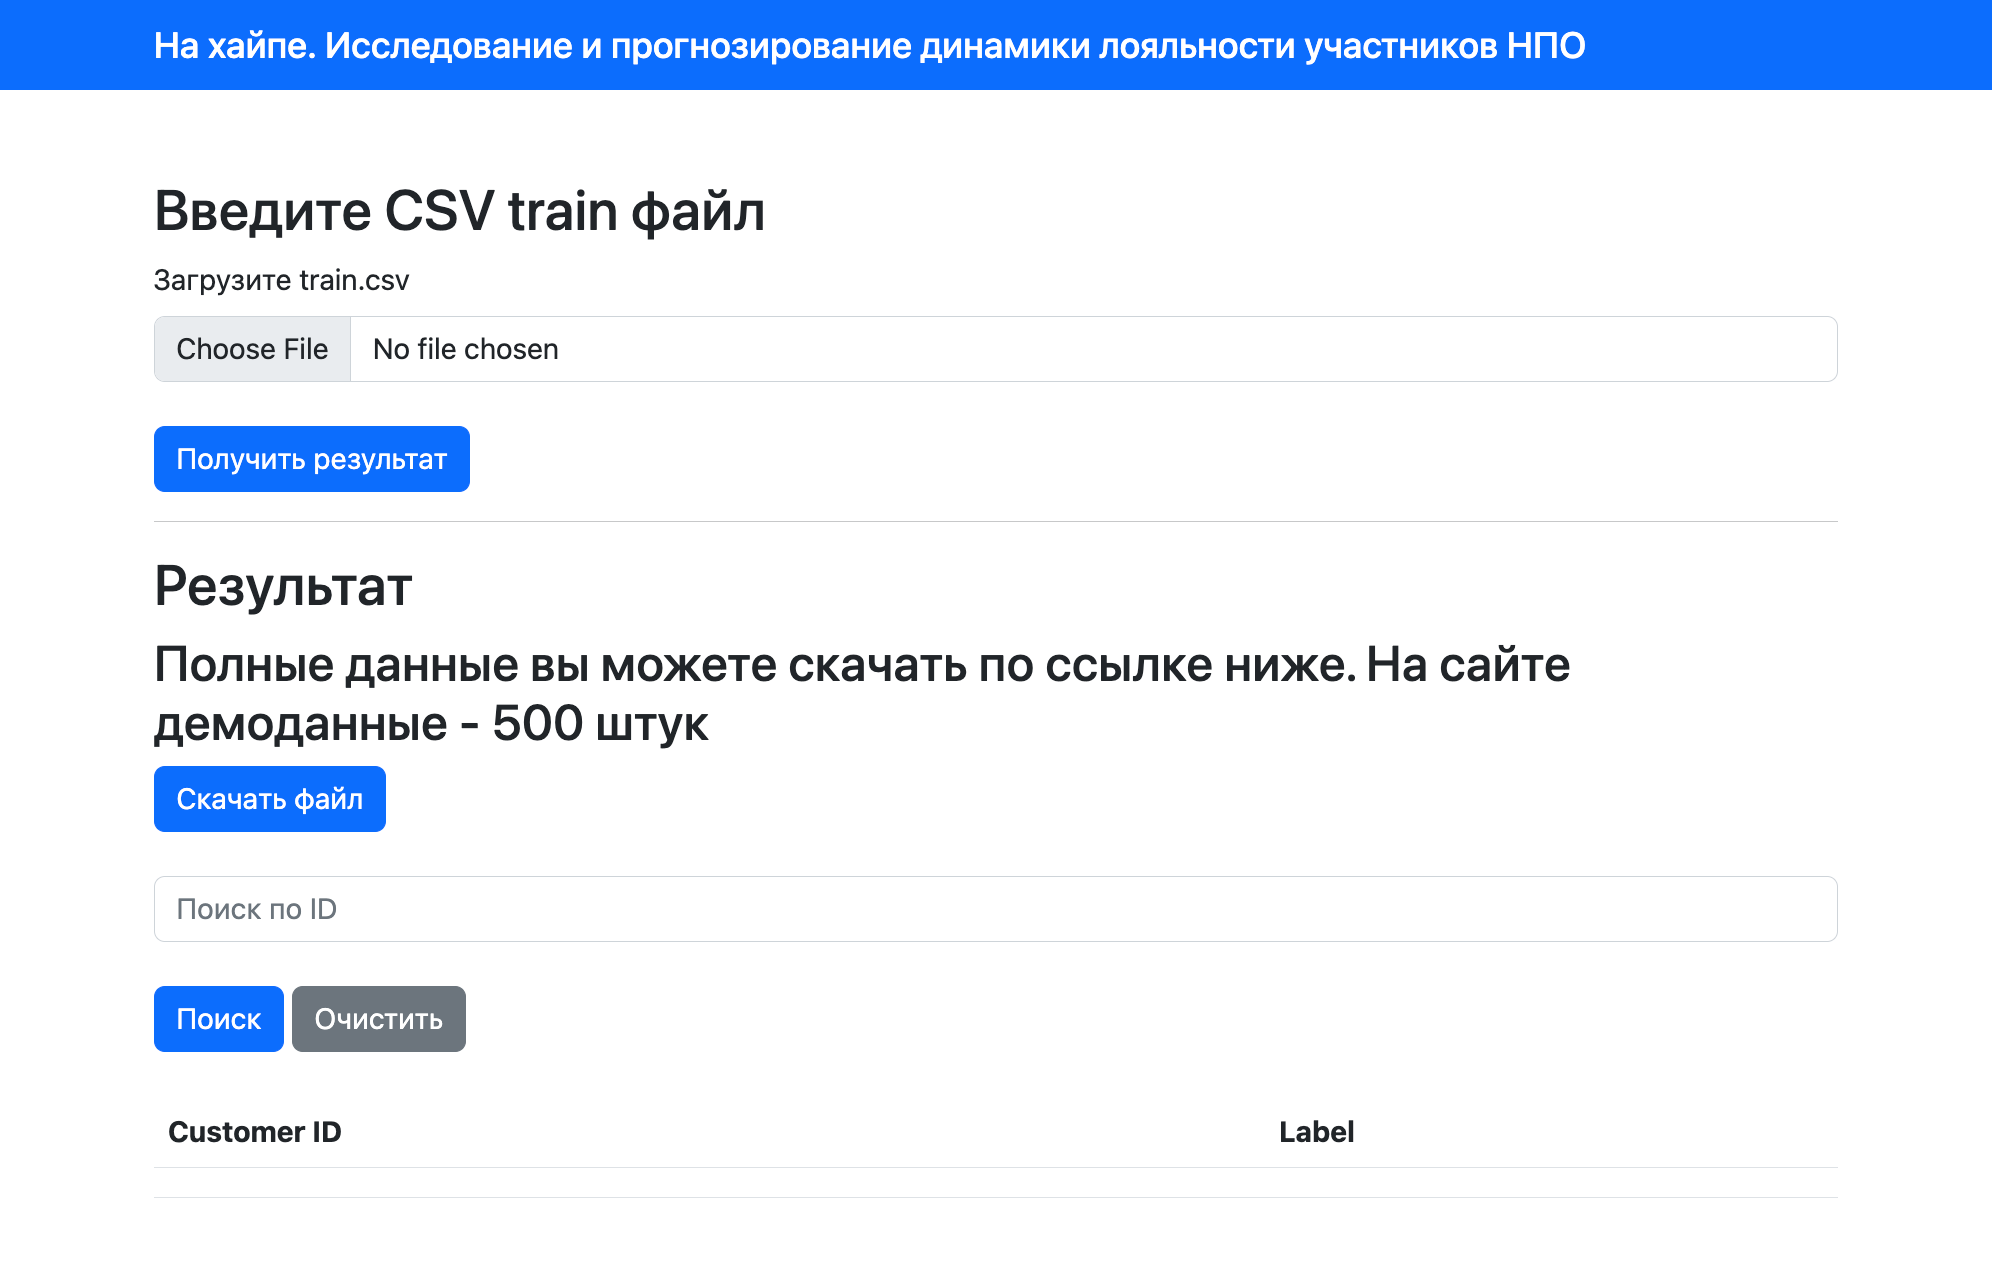 На хайпе. Исследование и прогнозирование динамики лояльности участников НПО
Введите CSV train файл
Загрузите train.csv
Choose File No file chosen
Получить результат
Результат
Полные данные вы можете скачать по ссылке ниже. На сайте
демоданные - 500 штук
Скачать файл
Поиск по ID
Поиск Очистить
Customer ID Label